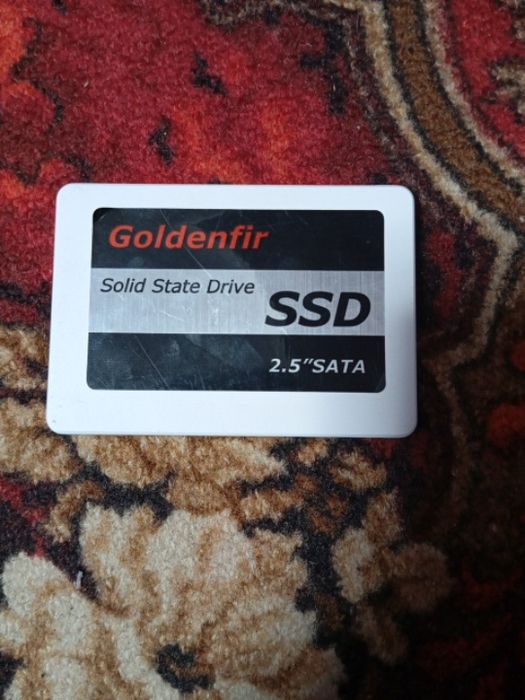 Goldenfir
Solid State Drive
SSD
2.5"SATA